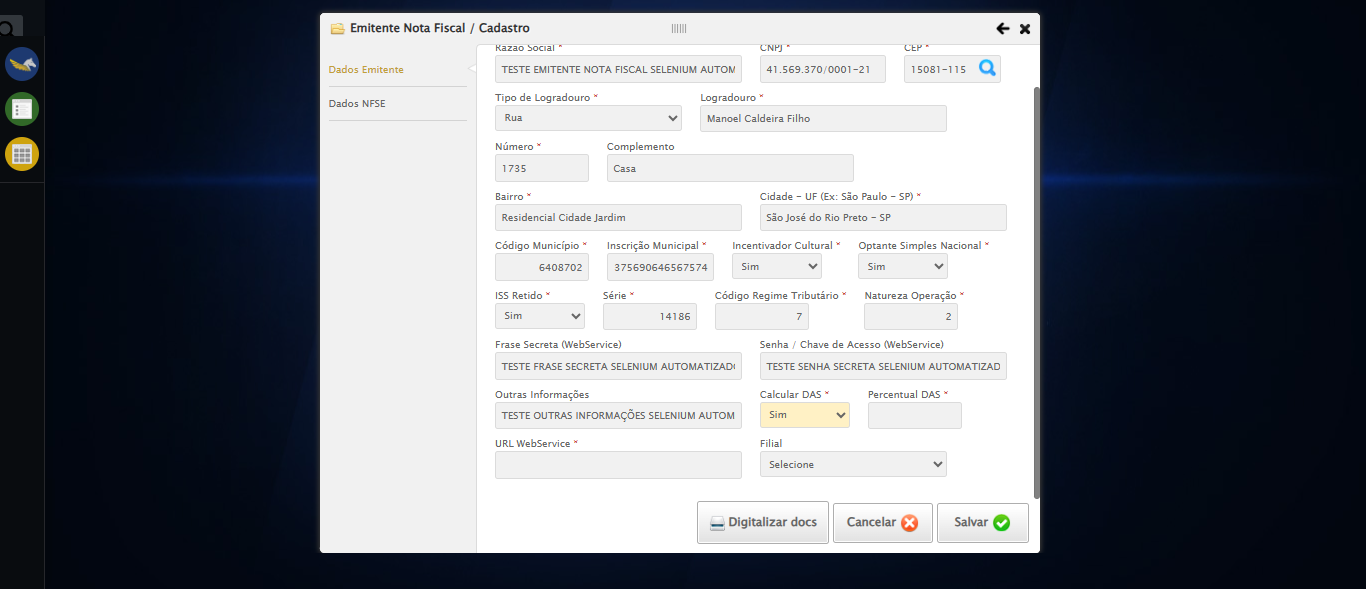 Emitente Nota Fiscal / Cadastro
Dados Emitente
Dados NFSE
Razão Social * CNPJ * CEP *
TESTE EMITENTE NOTA FISCAL SELENIUM AUTOM 41.569.370/0001-21 15081-115
Tipo de Logradouro * Logradouro *
Rua Manoel Caldeira Filho
Número * Complemento
1735 Casa
Bairro * Cidade - UF (Ex: São Paulo - SP) *
Residencial Cidade Jardim São José do Rio Preto - SP
Código Município * Inscrição Municipal * Incentivador Cultural * Optante Simples Nacional *
6408702 375690646567574 Sim Sim
ISS Retido * Série * Código Regime Tributário * Natureza Operação *
Sim 14186 7 2
Frase Secreta (WebService) Senha / Chave de Acesso (WebService)
TESTE FRASE SECRETA SELENIUM AUTOMATIZADO TESTE SENHA SECRETA SELENIUM AUTOMATIZAD
Outras Informações Calcular DAS * Percentual DAS *
TESTE OUTRAS INFORMAÇÕES SELENIUM AUTOM Sim
URL WebService * Filial
Selecione
Digitalizar docs Cancelar Salvar